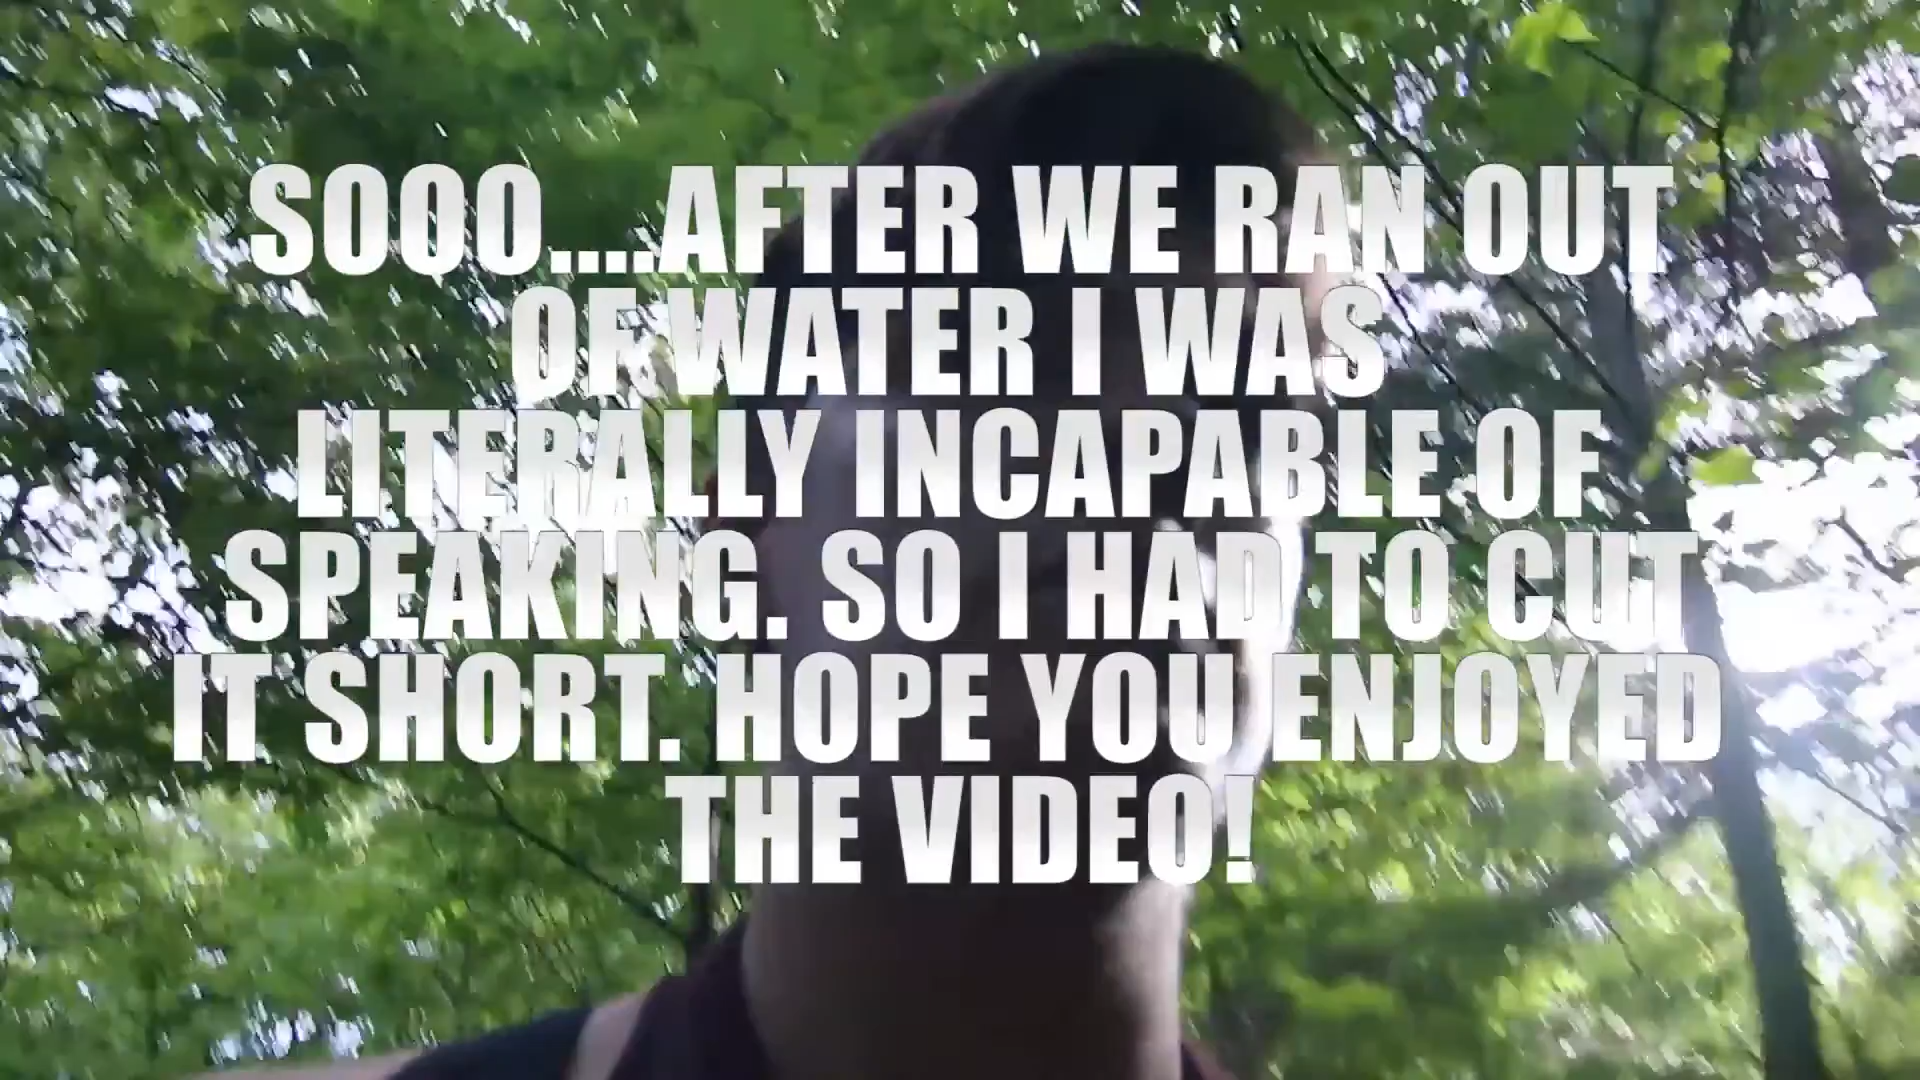 SOOO....AFTER WE RAN OUT
OF WATER I WAS
LITERALLY INCAPABLE OF
SPEAKING. SO I HAD TO CUT
IT SHORT. HOPE YOU ENJOYED
THE VIDEO!